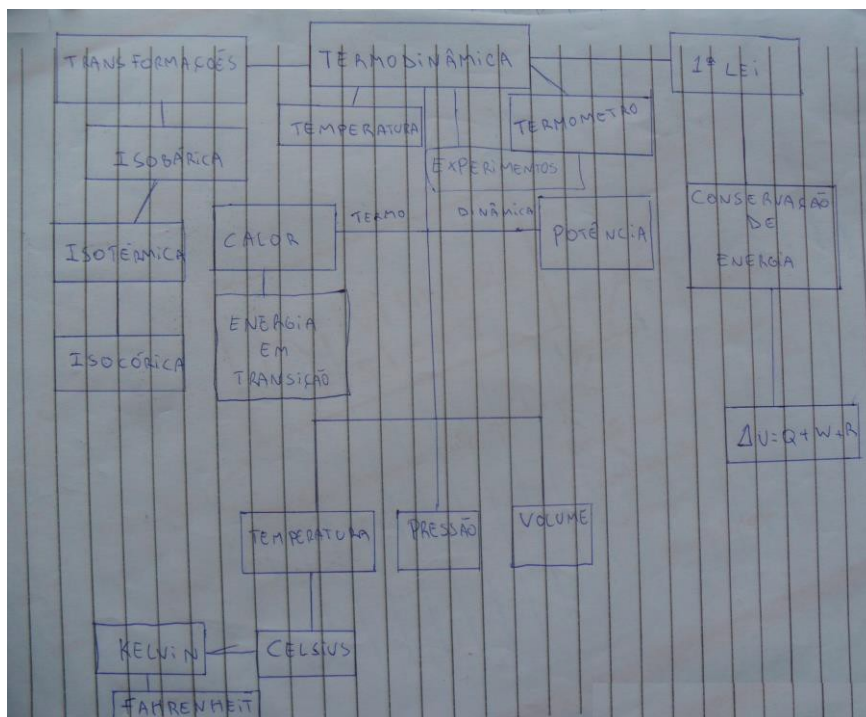 TRANSFORMAÇÕES
TERMODINÂMICA
1ª LEI
TEMPERATURA
TERMOMETRO
ISOBÁRICA
EXPERIMENTOS
CONSERVAÇÃO
DE
ENERGIA
CALOR
TERMO
DINÂMICA
POTÊNCIA
ISOTÉRMICA
ENERGIA
EM
TRANSIÇÃO
ISOCÓRICA
ΔU=Q+W+R
TEMPERATURA
PRESSÃO
VOLUME
KELVIN
CELSIUS
FAHRENHEIT